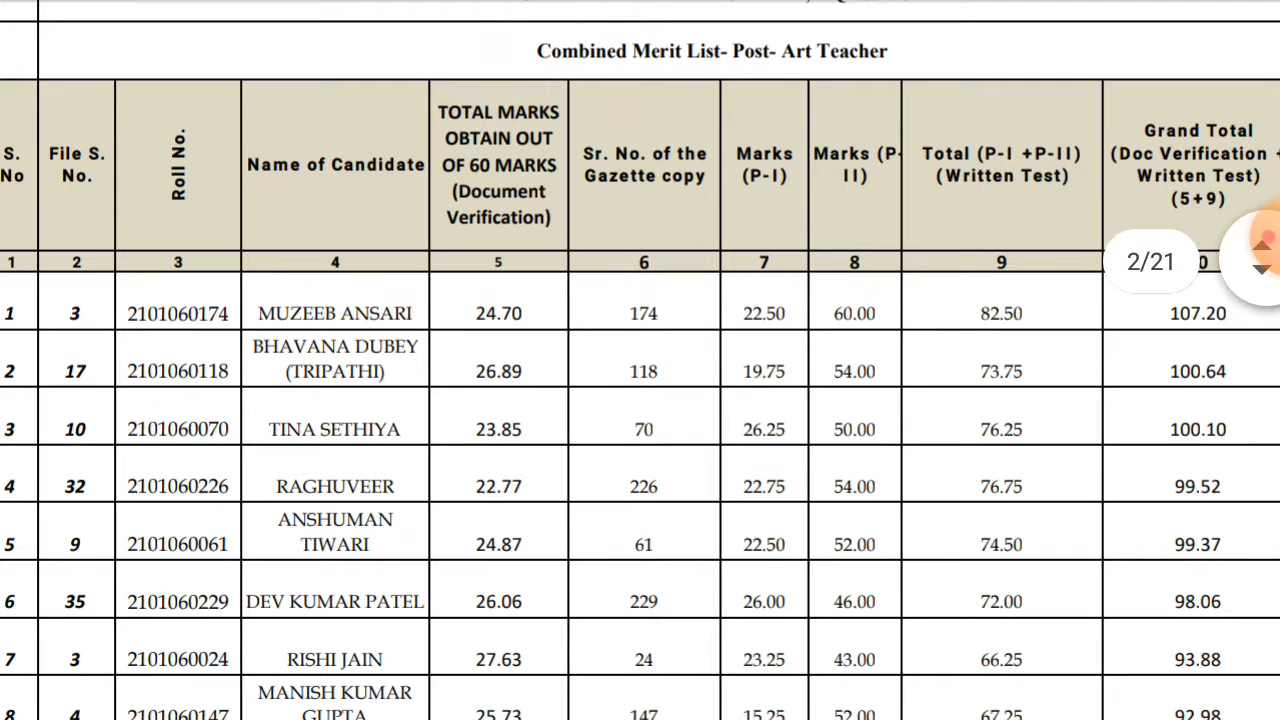 Combined Merit List- Post- Art Teacher
S. No | File S. No. | Roll No. | Name of Candidate | TOTAL MARKS OBTAIN OUT OF 60 MARKS (Document Verification) | Sr. No. of the Gazette copy | Marks (P-I) | Marks (P-II) | Total (P-I +P-II) (Written Test) | Grand Total (Doc Verification + Written Test) (5+9)
1 2 3 4 5 6 7 8 9 0
2/21
1 3 2101060174 MUZEEB ANSARI 24.70 174 22.50 60.00 82.50 107.20
2 17 2101060118 BHAVANA DUBEY (TRIPATHI) 26.89 118 19.75 54.00 73.75 100.64
3 10 2101060070 TINA SETHIYA 23.85 70 26.25 50.00 76.25 100.10
4 32 2101060226 RAGHUVEER 22.77 226 22.75 54.00 76.75 99.52
5 9 2101060061 ANSHUMAN TIWARI 24.87 61 22.50 52.00 74.50 99.37
6 35 2101060229 DEV KUMAR PATEL 26.06 229 26.00 46.00 72.00 98.06
7 3 2101060024 RISHI JAIN 27.63 24 23.25 43.00 66.25 93.88
8 4 2101060147 MANISH KUMAR GUPTA 25.73 147 15.25 52.00 67.25 92.98